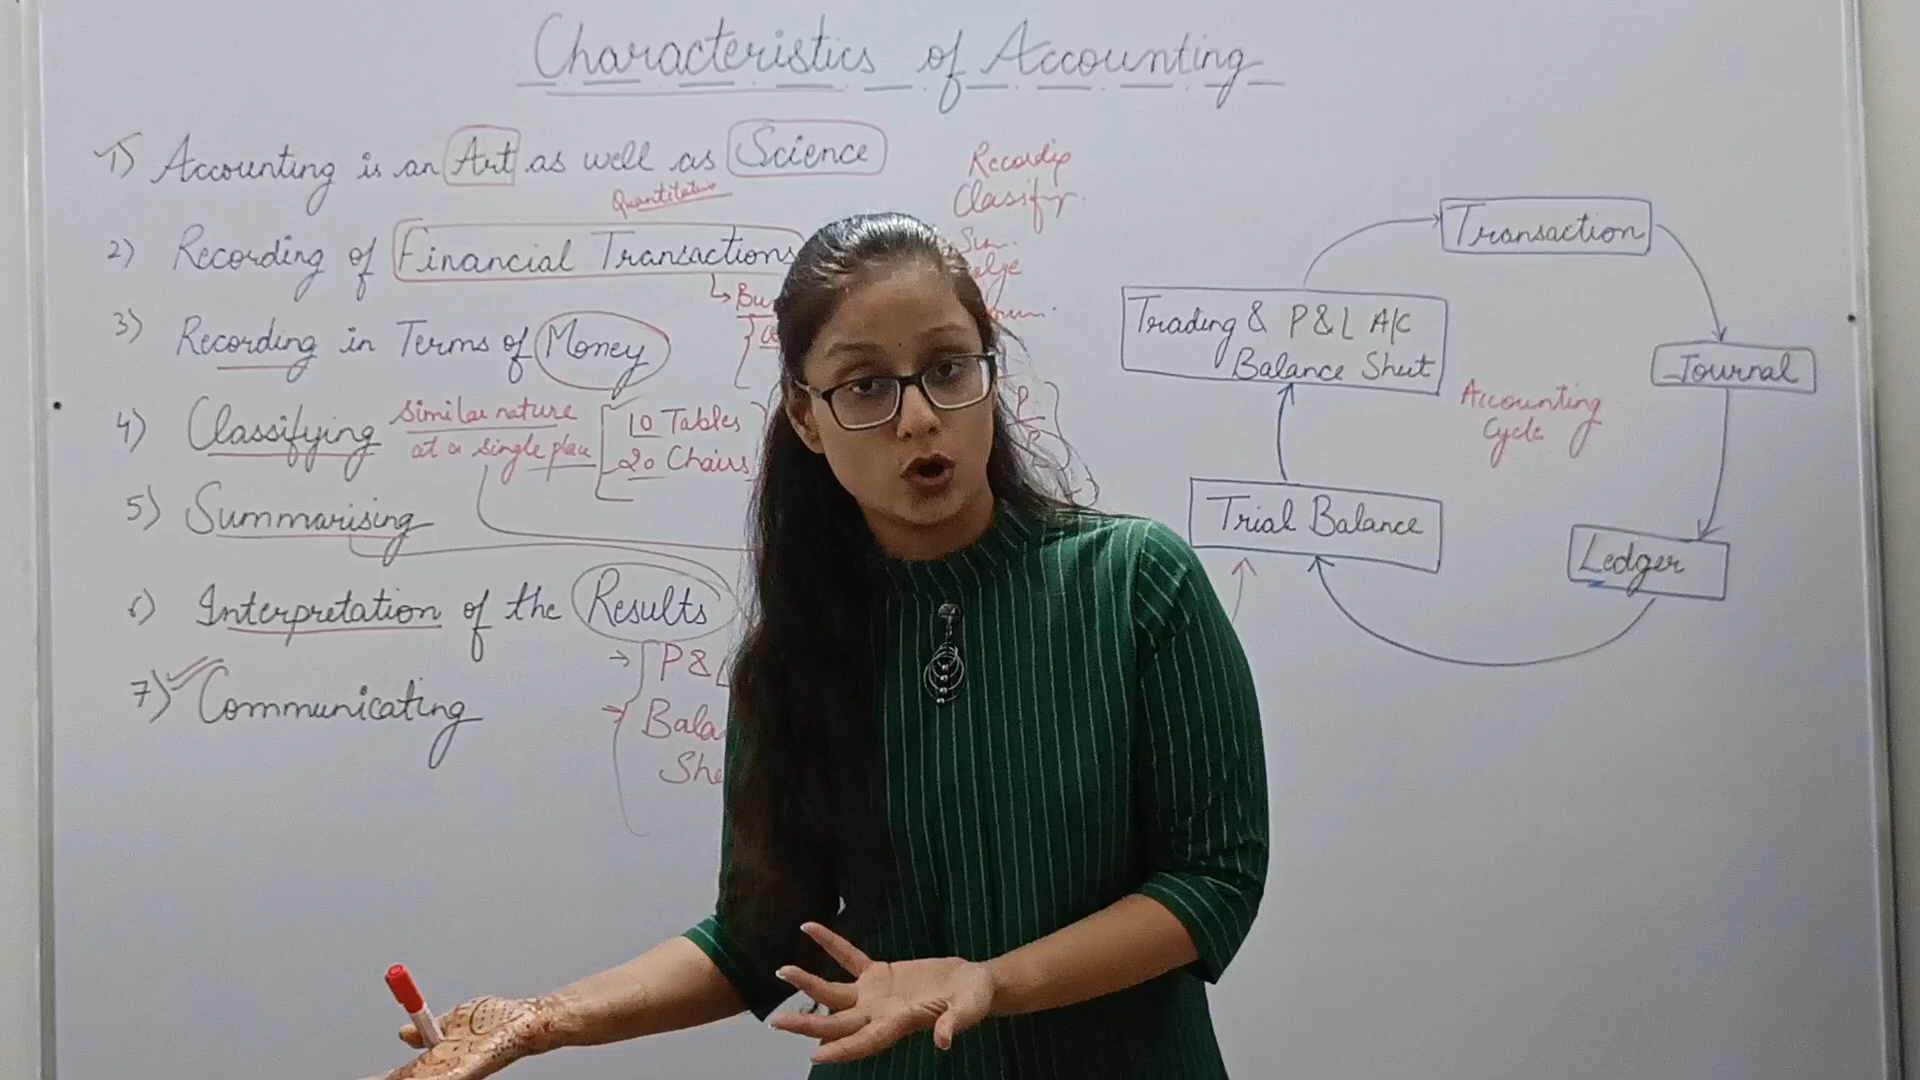 Characteristics of Accounting
1) Accounting is an Art as well as Science
Quantitative
2) Recording of Financial Transactions
3) Recording in Terms of Money
4) Classifying similar nature
at a single place
10 Tables
20 Chairs
5) Summarising
6) Interpretation of the Results
P &
7) Communicating
Transaction
Journal
Ledger
Trial Balance
Trading & P&L A/C
Balance Sheet
Accounting
Cycle